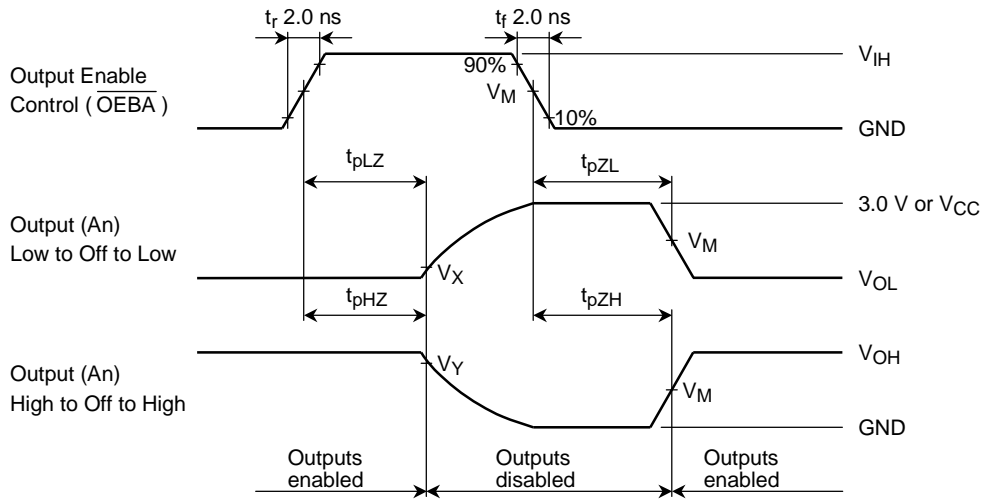 tr 2.0 ns
tf 2.0 ns
Output Enable
Control ( OEBA )
90%
VM
10%
VIH
GND
tpLZ
tpZL
Output (An)
Low to Off to Low
VX
VM
3.0 V or VCC
VOL
tpHZ
tpZH
Output (An)
High to Off to High
VY
VM
VOH
GND
Outputs
enabled
Outputs
disabled
Outputs
enabled